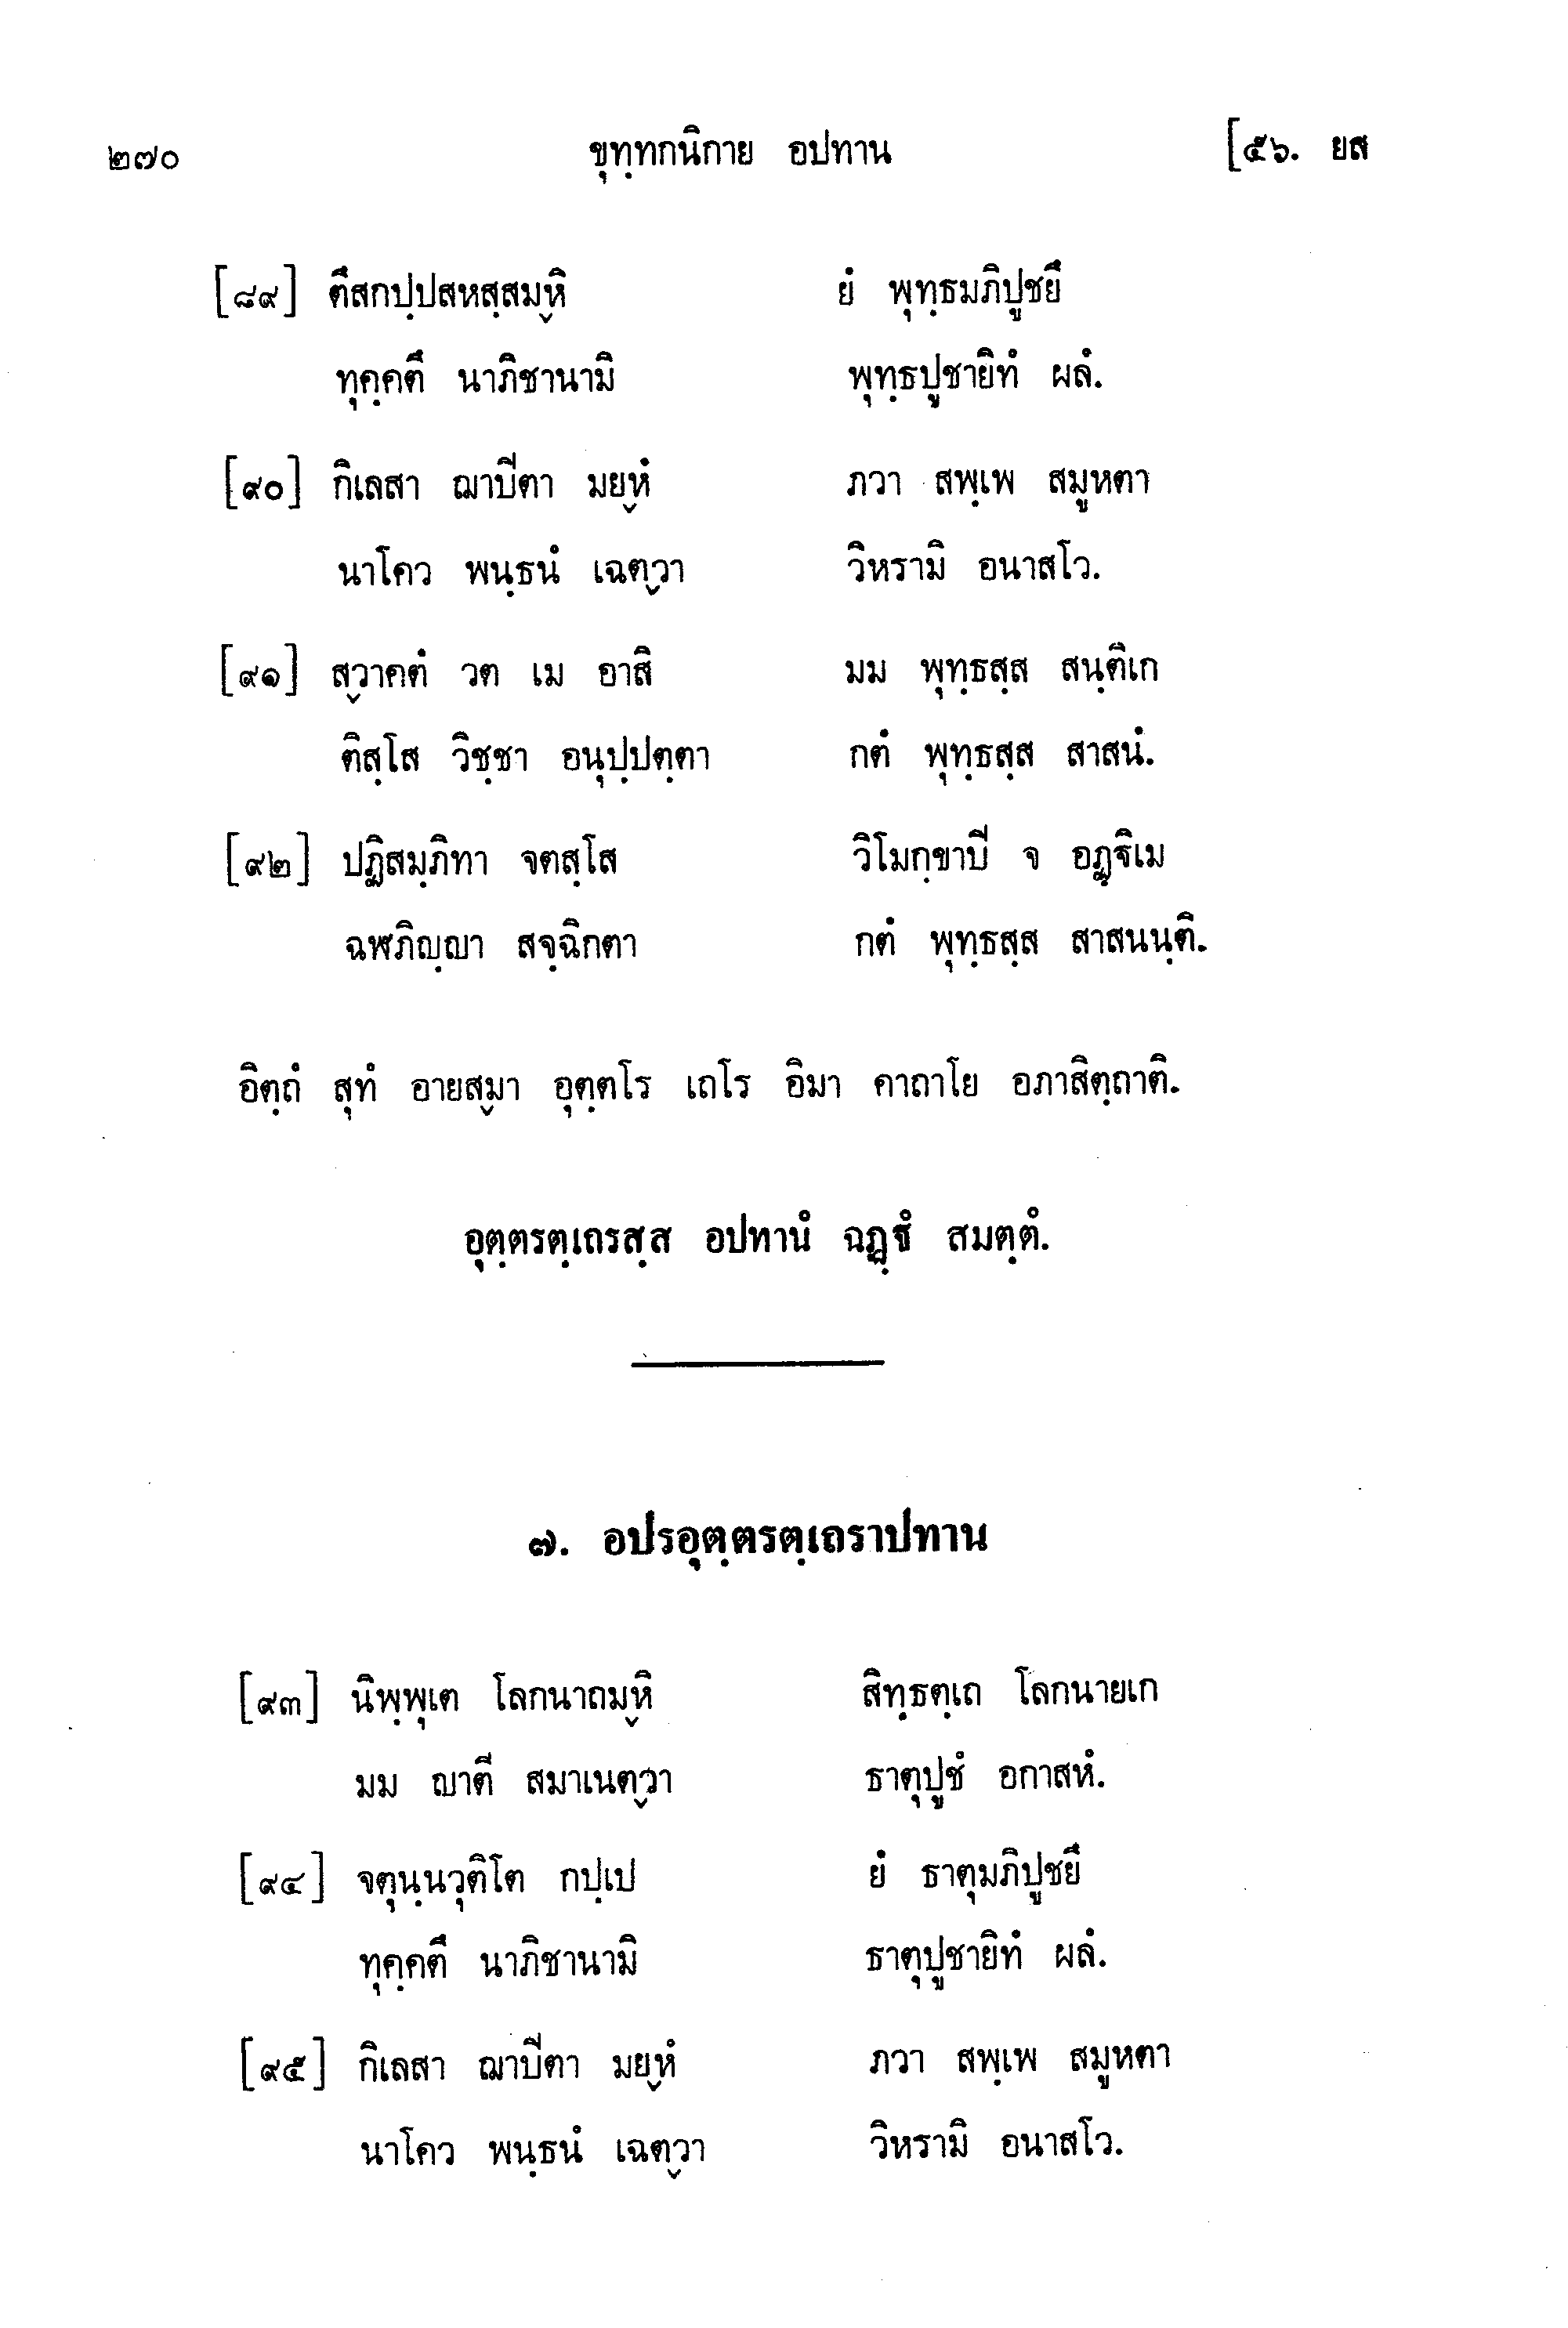 ๒๗๐ ขุทฺทกนิกาย อปทาน [๕๖. ยส
[๘๙] ตึสกปฺปสหสฺสมฺหิ ยํ พุทฺธมภิปูชยึ
ทุคฺคตึ นาภิชานามิ พุทฺธปูชายิทํ ผลํ.
[๙๐] กิเลสา ฌาปีตา มยฺหํ ภวา สพฺเพ สมูหตา
นาโคว พนฺธนํ เฉตฺวา วิหรามิ อนาสโว.
[๙๑] สฺวาคตํ วต เม อาสิ มม พุทฺธสฺส สนฺติเก
ติสฺโส วิชฺชา อนุปฺปตฺตา กตํ พุทฺธสฺส สาสนํ.
[๙๒] ปฏิสมฺภิทา จตสฺโส วิโมกฺขาปี จ อฏฺฐิเม
ฉฬภิญฺญา สจฺฉิกตา กตํ พุทฺธสฺส สาสนนฺติ.
อิตฺถํ สุทํ อายสฺมา อุตฺตโร เถโร อิมา คาถาโย อภาสิตฺถาติ.
อุตฺตรตฺเถรสฺส อปทานํ ฉฏฺฐํ สมตฺตํ.
๗. อปรอุตฺตรตฺเถราปทาน
[๙๓] นิพฺพุเต โลกนาถมฺหิ สิทฺธตฺเถ โลกนายเก
มม ญาตี สมาเนตฺวา ธาตุปูชํ อกาสหํ.
[๙๔] จตุนฺนวุติโต กปฺเป ยํ ธาตุมภิปูชยึ
ทุคฺคตึ นาภิชานามิ ธาตุปูชายิทํ ผลํ.
[๙๕] กิเลสา ฌาปีตา มยฺหํ ภวา สพฺเพ สมูหตา
นาโคว พนฺธนํ เฉตฺวา วิหรามิ อนาสโว.